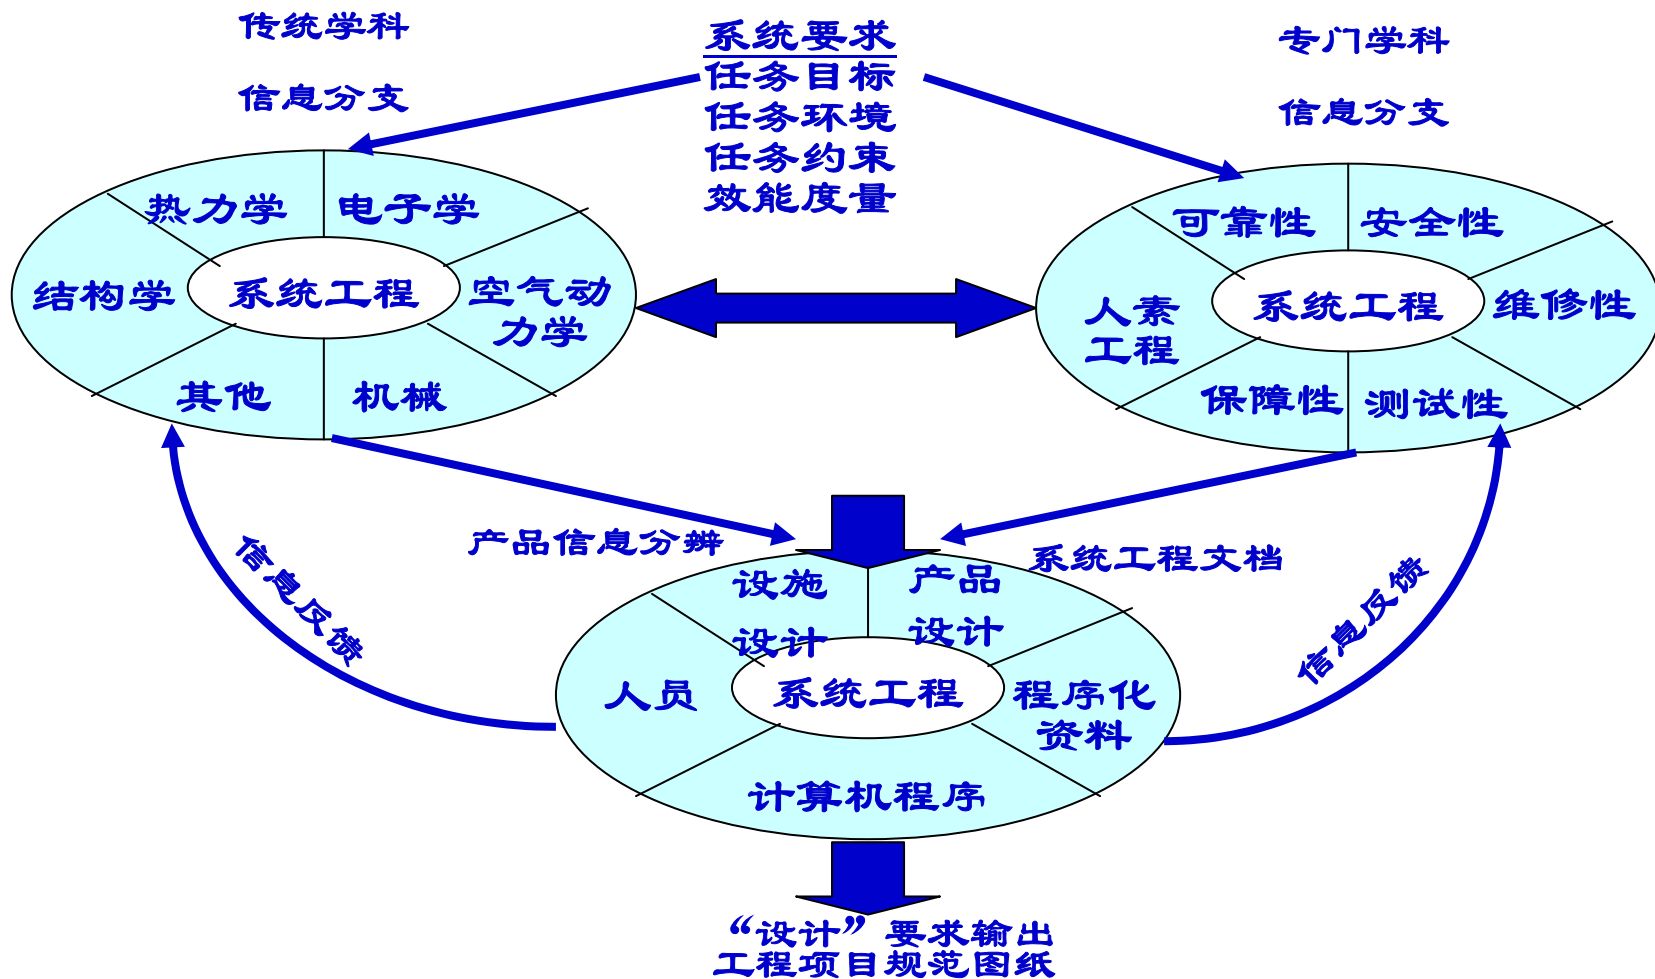 传统学科
信息分支
系统要求
任务目标
任务环境
任务约束
效能度量
专门学科
信息分支
热力学
电子学
结构学
系统工程
空气动
力学
其他
机械
可靠性
安全性
人素
工程
系统工程
维修性
保障性
测试性
产品信息分辨
系统工程文档
信息反馈
信息反馈
设施
设计
产品
设计
人员
系统工程
程序化
资料
计算机程序
“设计”要求输出
工程项目规范图纸